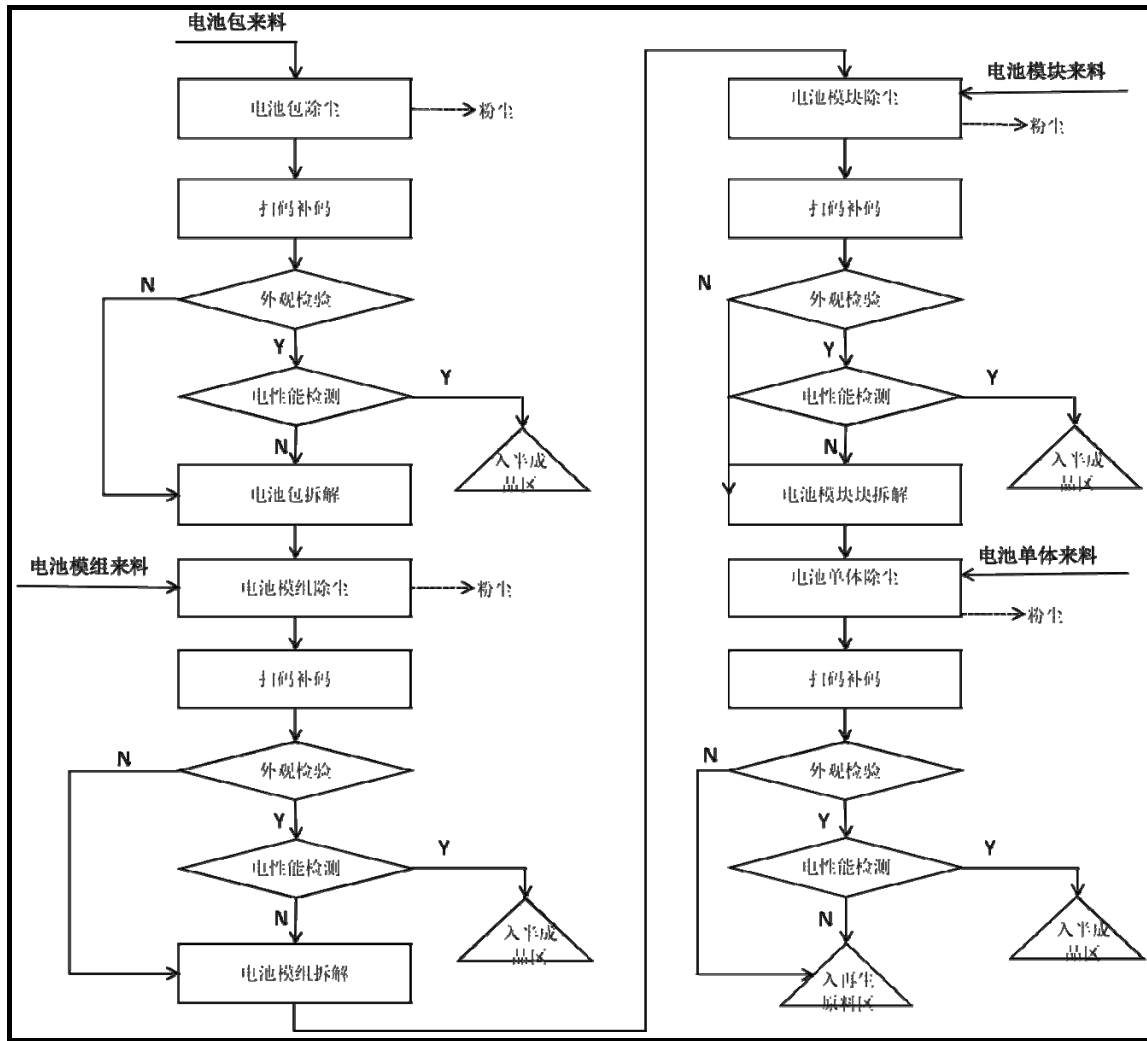 电池包来料
电池包除尘
粉尘
扫码补码
N
外观检验
Y
电性能检测
Y
N
入半成
品区
电池包拆解
电池模组来料
电池模组除尘
粉尘
扫码补码
N
外观检验
Y
电性能检测
Y
N
入半成
品区
电池模组拆解
电池模块来料
电池模块除尘
粉尘
扫码补码
N
外观检验
Y
电性能检测
Y
N
入半成
品区
电池模块块拆解
电池单体来料
电池单体除尘
粉尘
扫码补码
N
外观检验
Y
电性能检测
Y
N
入半成
品区
入再生
原料区